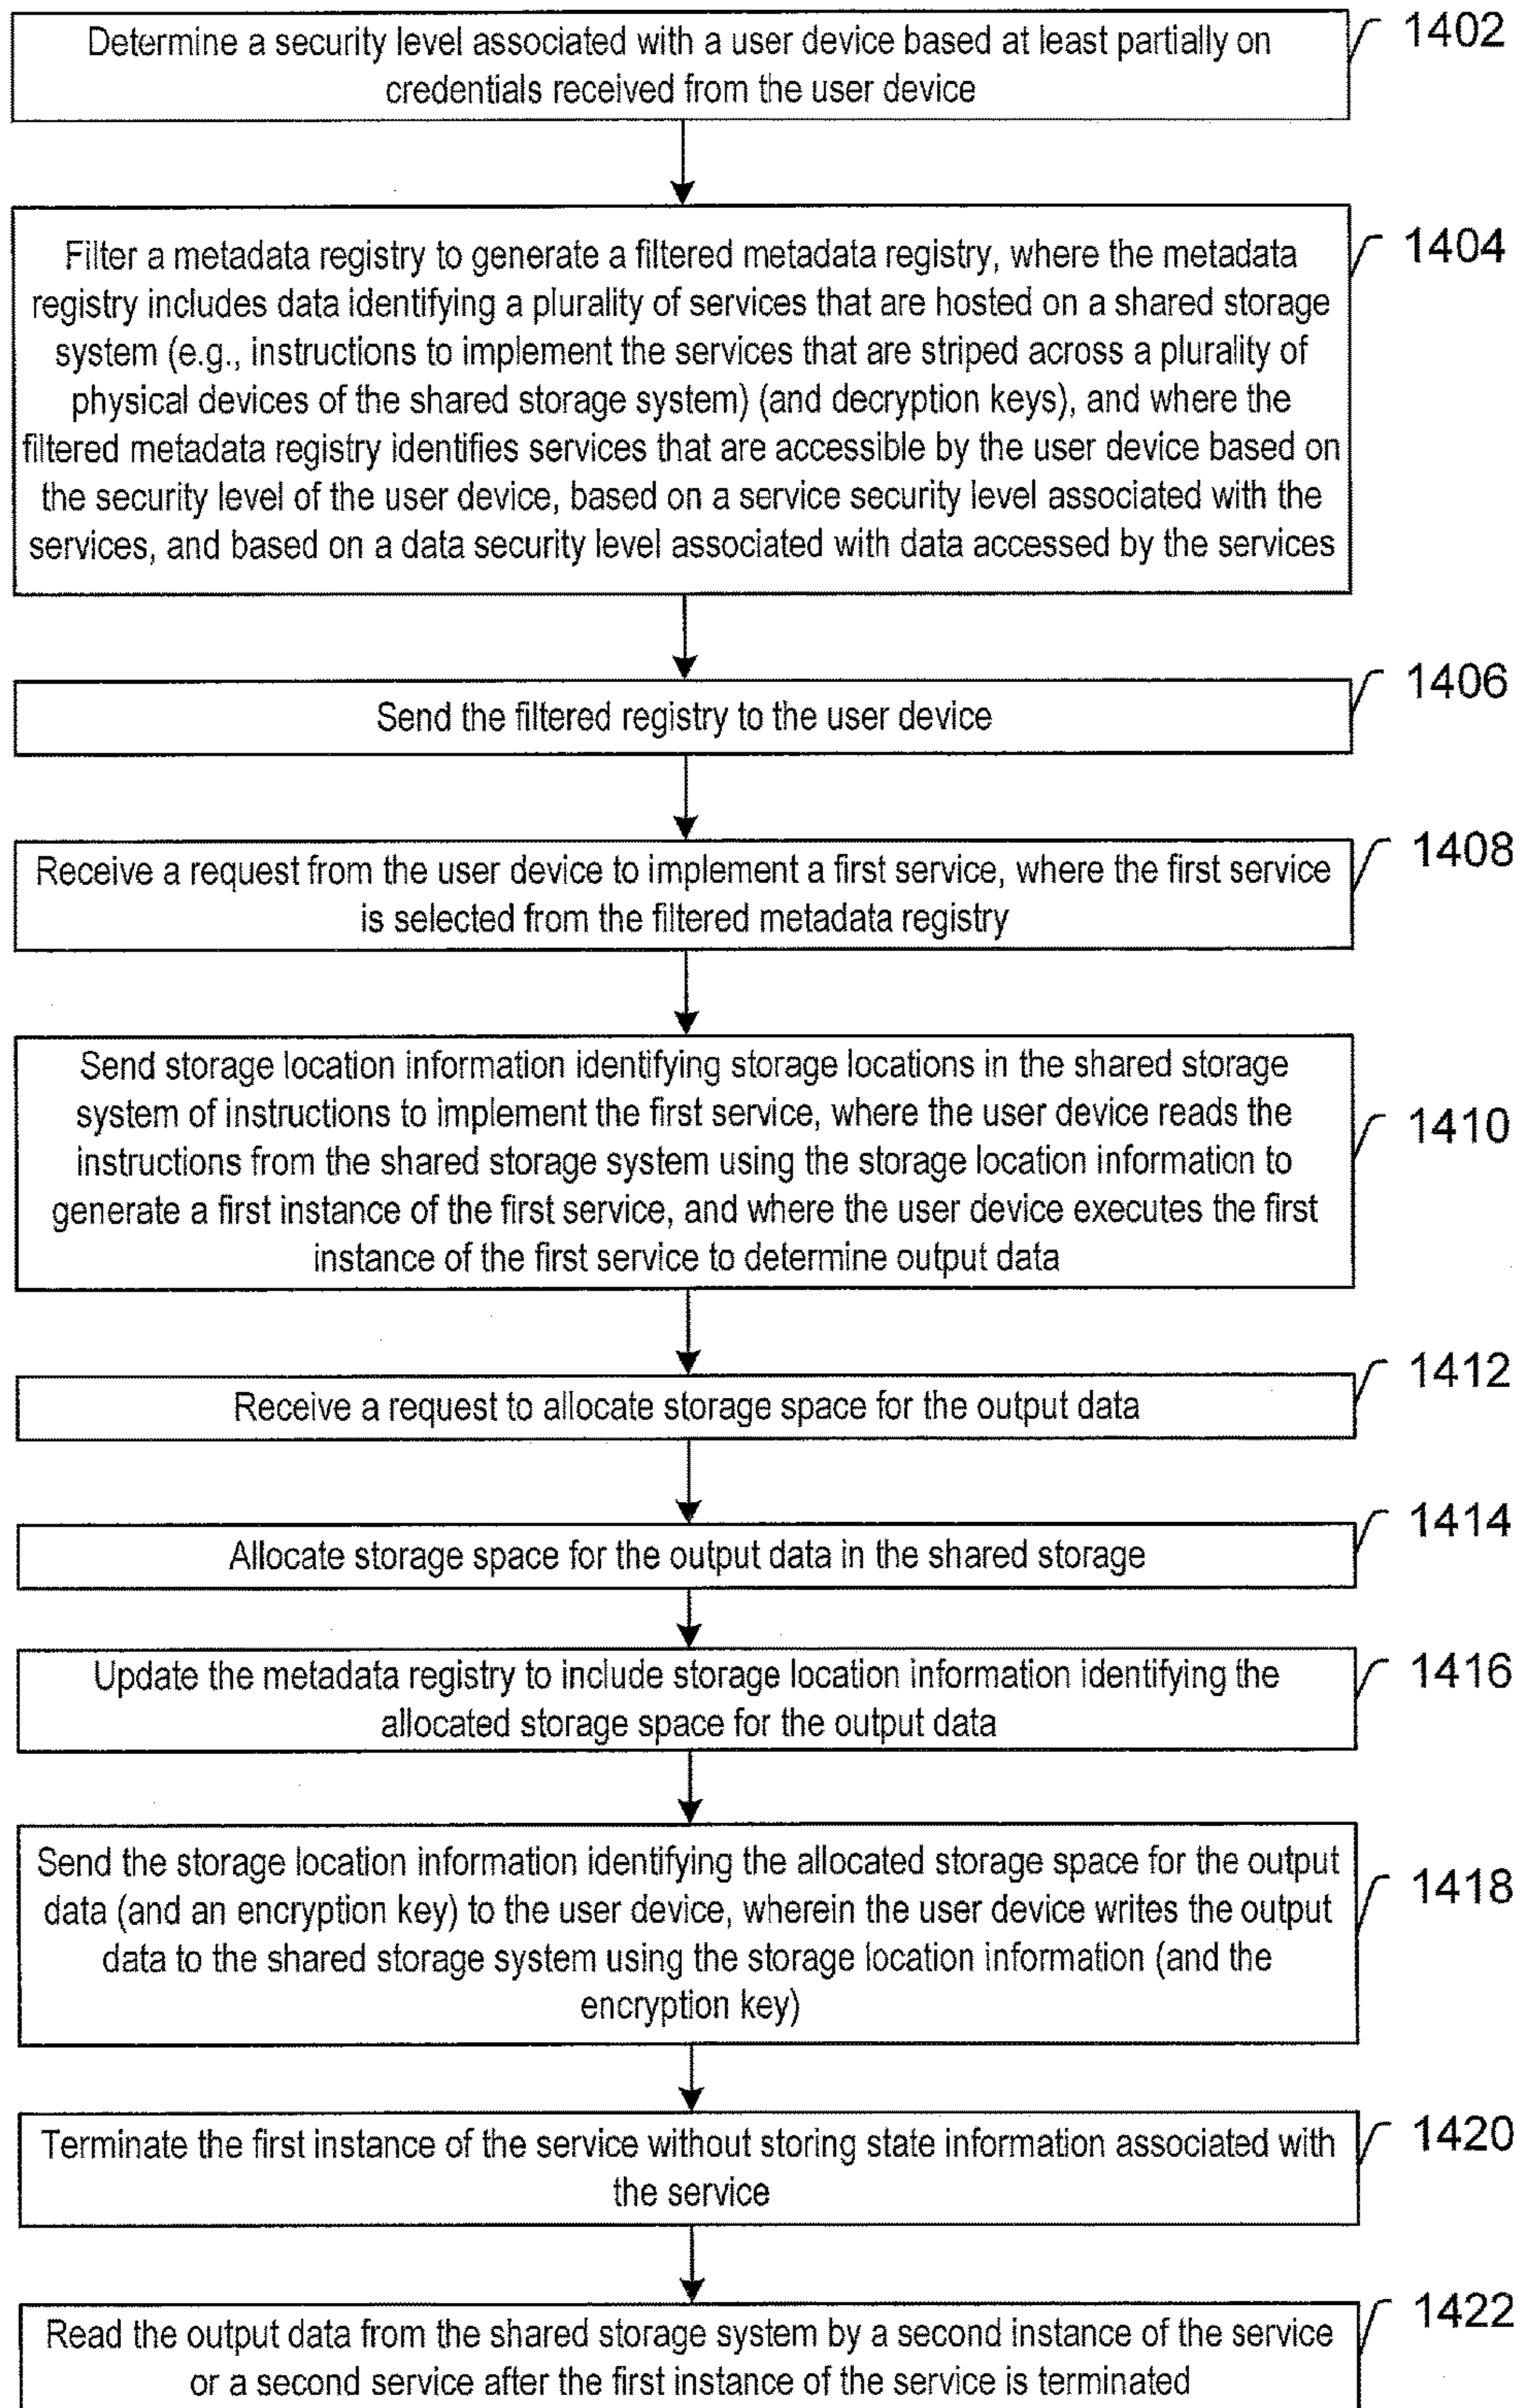 Determine a security level associated with a user device based at least partially on
credentials received from the user device
1402
Filter a metadata registry to generate a filtered metadata registry, where the metadata
registry includes data identifying a plurality of services that are hosted on a shared storage
system (e.g., instructions to implement the services that are striped across a plurality of
physical devices of the shared storage system) (and decryption keys), and where the
filtered metadata registry identifies services that are accessible by the user device based on
the security level of the user device, based on a service security level associated with the
services, and based on a data security level associated with data accessed by the services
1404
Send the filtered registry to the user device
1406
Receive a request from the user device to implement a first service, where the first service
is selected from the filtered metadata registry
1408
Send storage location information identifying storage locations in the shared storage
system of instructions to implement the first service, where the user device reads the
instructions from the shared storage system using the storage location information to
generate a first instance of the first service, and where the user device executes the first
instance of the first service to determine output data
1410
Receive a request to allocate storage space for the output data
1412
Allocate storage space for the output data in the shared storage
1414
Update the metadata registry to include storage location information identifying the
allocated storage space for the output data
1416
Send the storage location information identifying the allocated storage space for the output
data (and an encryption key) to the user device, wherein the user device writes the output
data to the shared storage system using the storage location information (and the
encryption key)
1418
Terminate the first instance of the service without storing state information associated with
the service
1420
Read the output data from the shared storage system by a second instance of the service
or a second service after the first instance of the service is terminated
1422